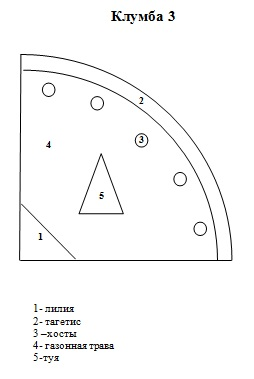 Клумба 3
2
4
3
5
1
1- лилия
2- тагетис
3 –хосты
4- газонная трава
5-туя